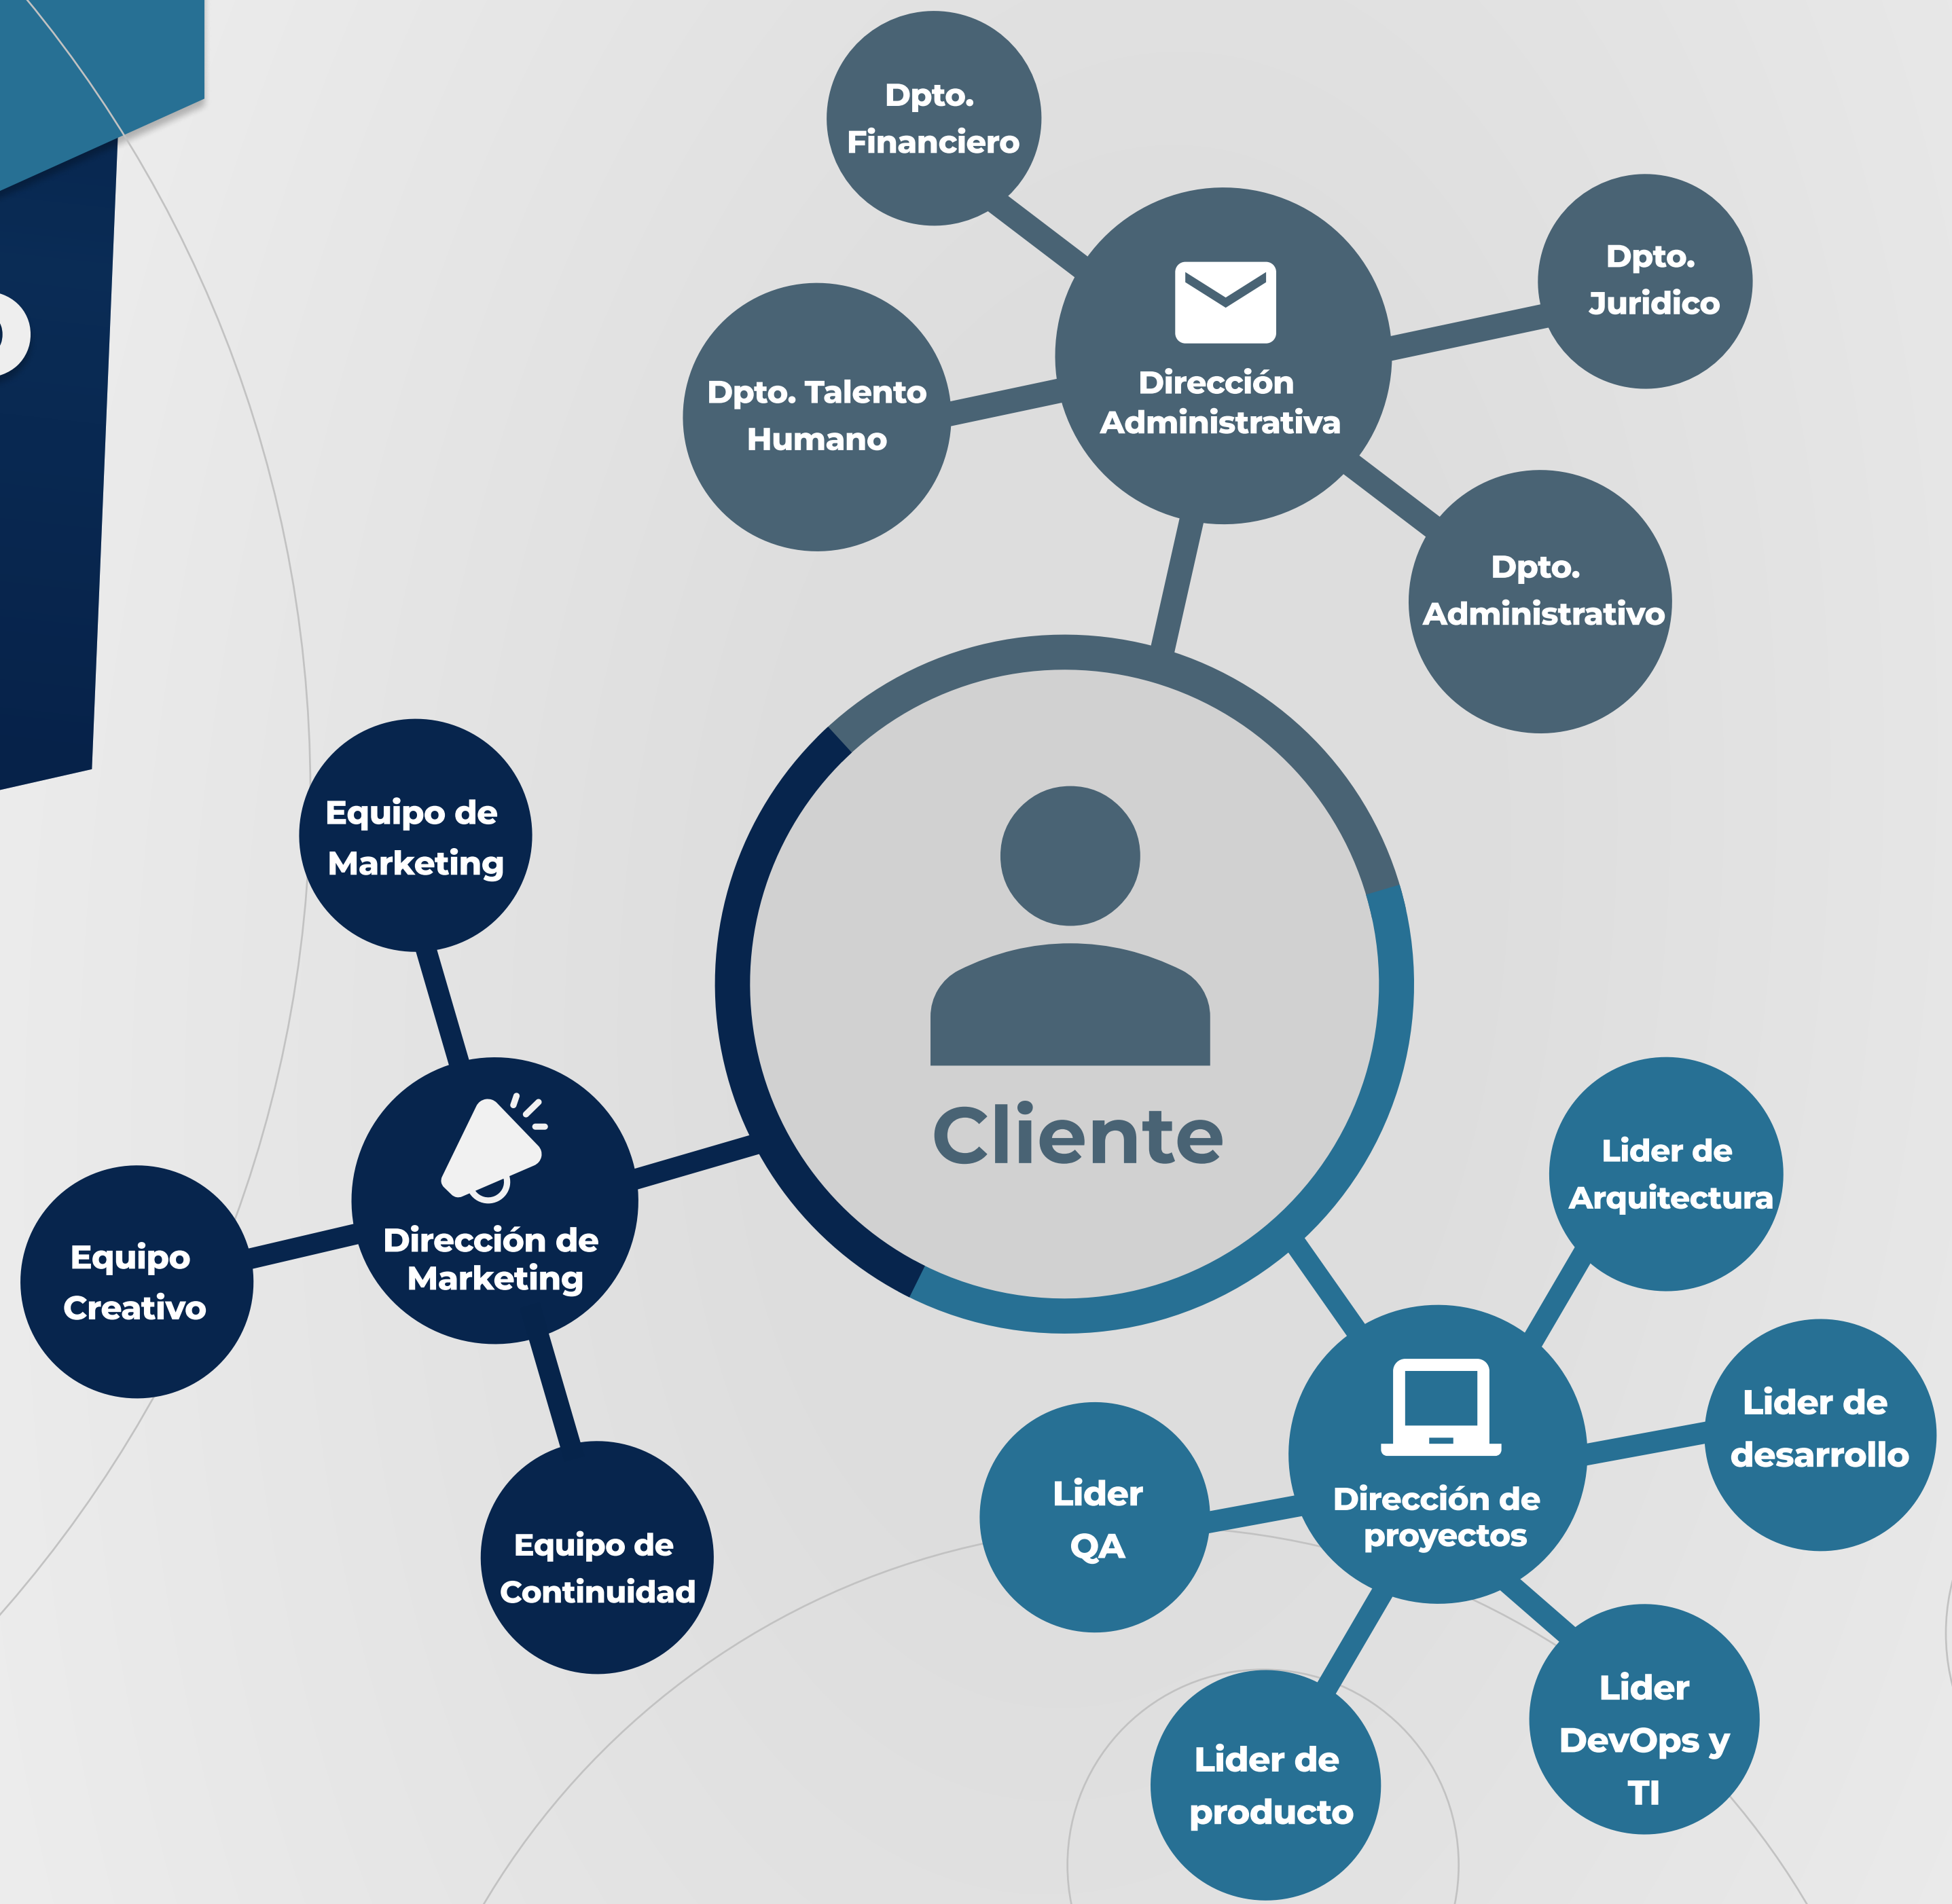 Dpto.
Financiero
Dpto.
Juridico
Dpto. Talento
Humano
Dirección
Administrativa
Dpto.
Administrativo
Equipo de
Marketing
Cliente
Equipo
Creativo
Dirección de
Marketing
Equipo de
Continuidad
Lider de
Arquitectura
Lider de
desarrollo
Lider
QA
Dirección de
proyectos
Lider
DevOps y
TI
Lider de
producto